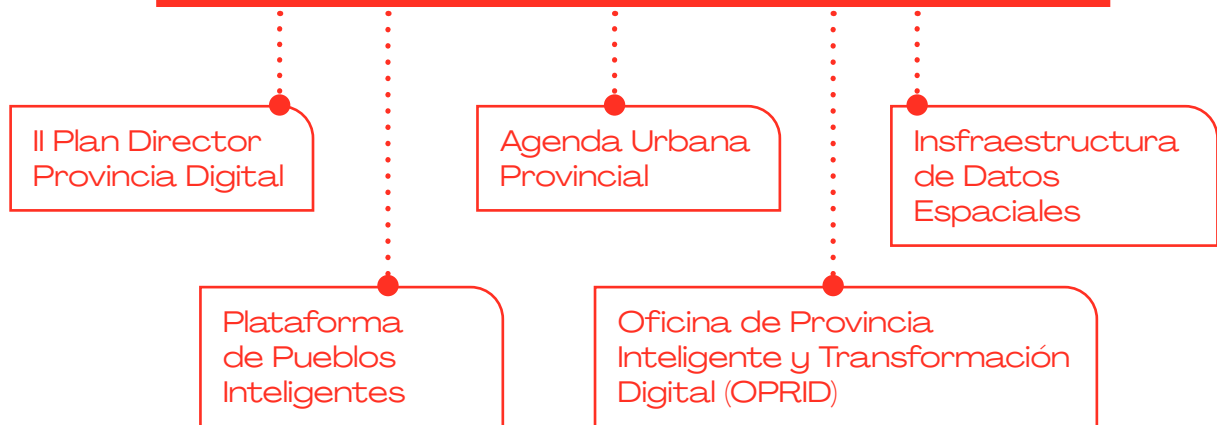 II Plan Director
Provincia Digital
Agenda Urbana
Provincial
Insfraestructura
de Datos
Espaciales
Plataforma
de Pueblos
Inteligentes
Oficina de Provincia
Inteligente y Transformación
Digital (OPRID)